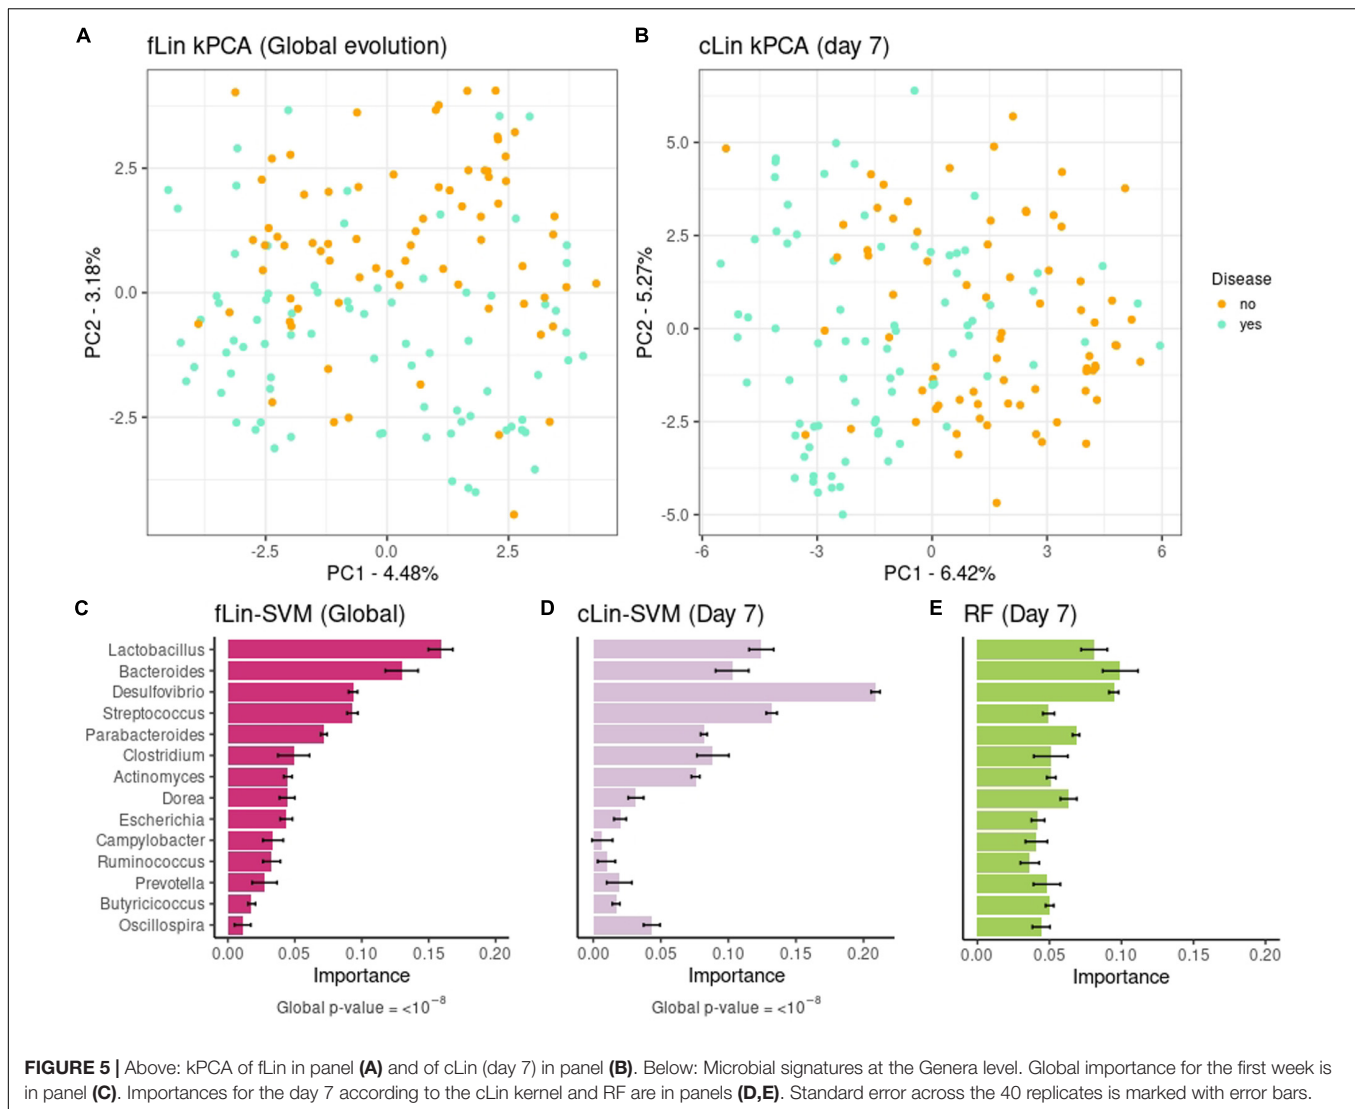 A
fLin kPCA (Global evolution)
B
cLin kPCA (day 7)
2.5
0.0
-2.5
PC2 - 3.18%
-2.5
0.0
2.5
PC1 - 4.48%
5.0
2.5
0.0
-2.5
-5.0
PC2 - 5.27%
-6
-3
0
3
6
PC1 - 6.42%
Disease
no
yes
C
fLin-SVM (Global)
Lactobacillus
Bacteroides
Desulfovibrio
Streptococcus
Parabacteroides
Clostridium
Actinomyces
Dorea
Escherichia
Campylobacter
Ruminococcus
Prevotella
Butyricicoccus
Oscillospira
0.00 0.05 0.10 0.15 0.20
Importance
Global p-value = <10⁻⁸
D
cLin-SVM (Day 7)
0.00 0.05 0.10 0.15 0.20
Importance
Global p-value = <10⁻⁸
E
RF (Day 7)
0.00 0.05 0.10 0.15 0.20
Importance
FIGURE 5 | Above: kPCA of fLin in panel (A) and of cLin (day 7) in panel (B). Below: Microbial signatures at the Genera level. Global importance for the first week is
in panel (C). Importances for the day 7 according to the cLin kernel and RF are in panels (D,E). Standard error across the 40 replicates is marked with error bars.